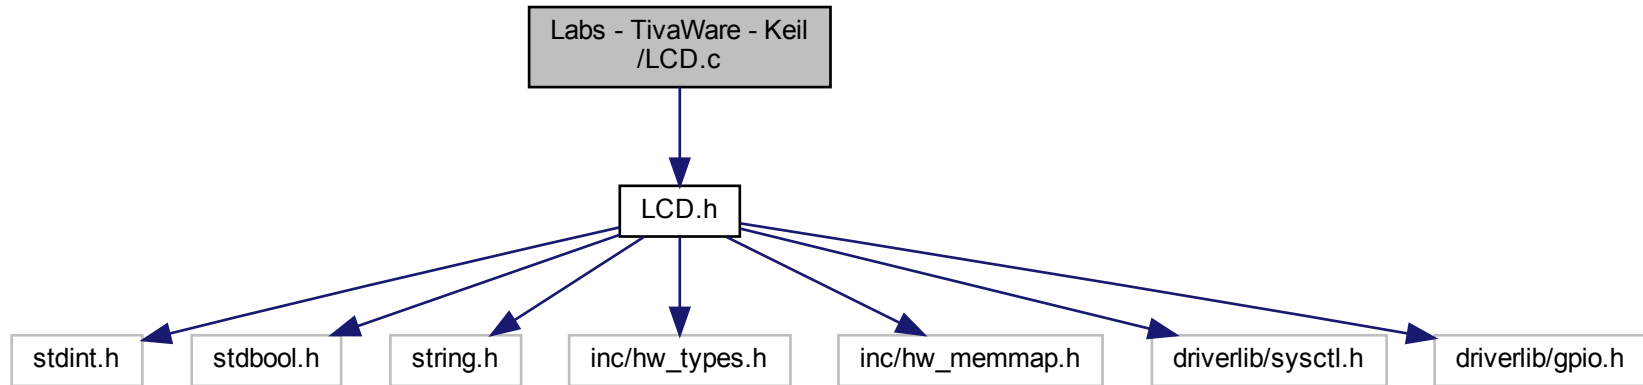 Labs - TivaWare - Keil
/LCD.c
LCD.h
stdint.h
stdbool.h
string.h
inc/hw_types.h
inc/hw_memmap.h
driverlib/sysctl.h
driverlib/gpio.h